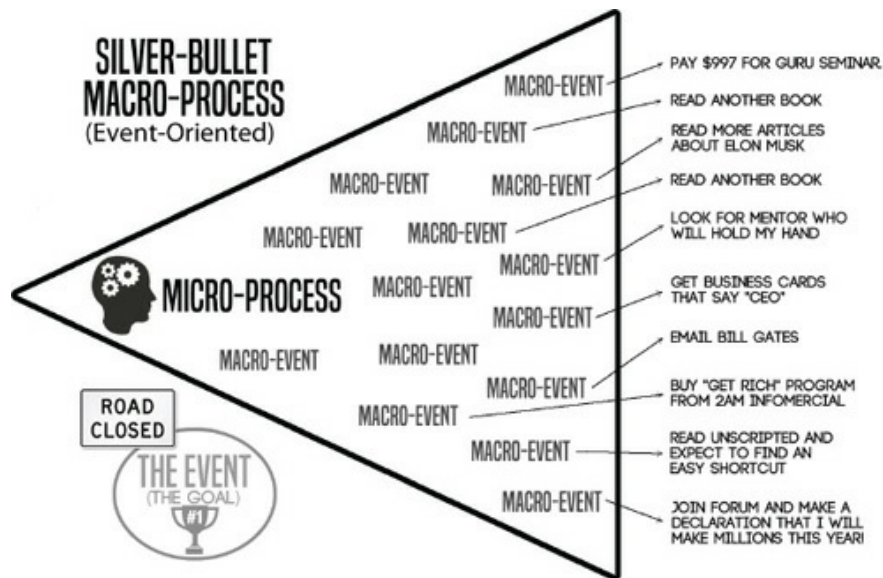 SILVER-BULLET
MACRO-PROCESS
(Event-Oriented)
MACRO-EVENT
PAY $997 FOR GURU SEMINAR.
MACRO-EVENT
READ ANOTHER BOOK
MACRO-EVENT
MACRO-EVENT
READ MORE ARTICLES
ABOUT ELON MUSK
MACRO-EVENT
MACRO-EVENT
READ ANOTHER BOOK
MACRO-EVENT
LOOK FOR MENTOR WHO
WILL HOLD MY HAND
MICRO-PROCESS
MACRO-EVENT
MACRO-EVENT
GET BUSINESS CARDS
THAT SAY "CEO"
MACRO-EVENT
MACRO-EVENT
MACRO-EVENT
EMAIL BILL GATES
MACRO-EVENT
BUY "GET RICH" PROGRAM
FROM 2AM INFOMERCIAL
MACRO-EVENT
READ UNSCRIPTED AND
EXPECT TO FIND AN
EASY SHORTCUT
MACRO-EVENT
JOIN FORUM AND MAKE A
DECLARATION THAT I WILL
MAKE MILLIONS THIS YEAR!
ROAD
CLOSED
THE EVENT
(THE GOAL)
#1